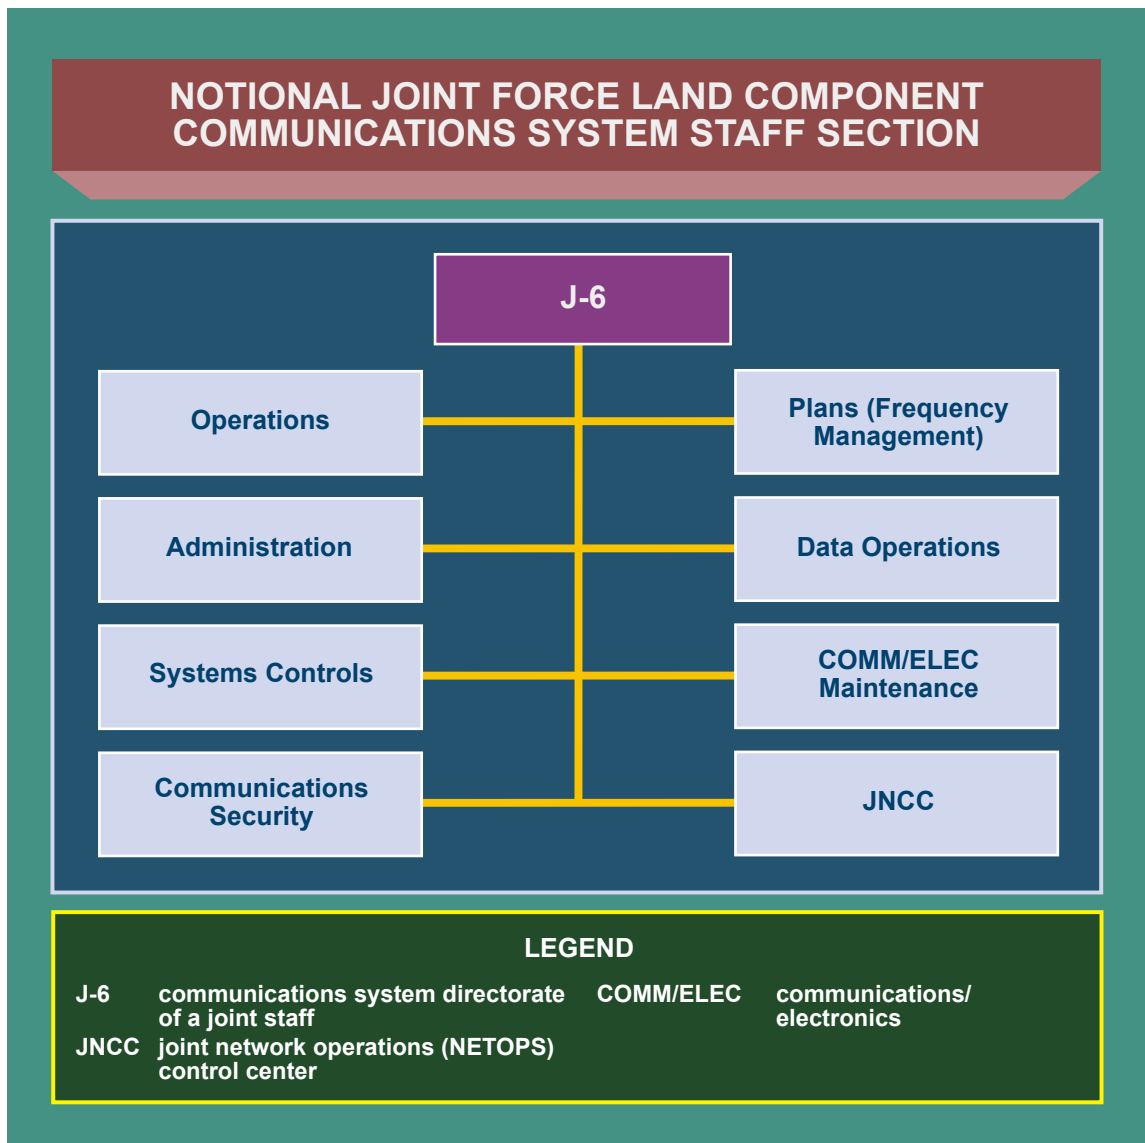 NOTIONAL JOINT FORCE LAND COMPONENT
COMMUNICATIONS SYSTEM STAFF SECTION
J-6
Operations
Plans (Frequency
Management)
Administration
Data Operations
Systems Controls
COMM/ELEC
Maintenance
Communications
Security
JNCC
LEGEND
J-6 communications system directorate
of a joint staff
JNCC joint network operations (NETOPS)
control center
COMM/ELEC communications/
electronics